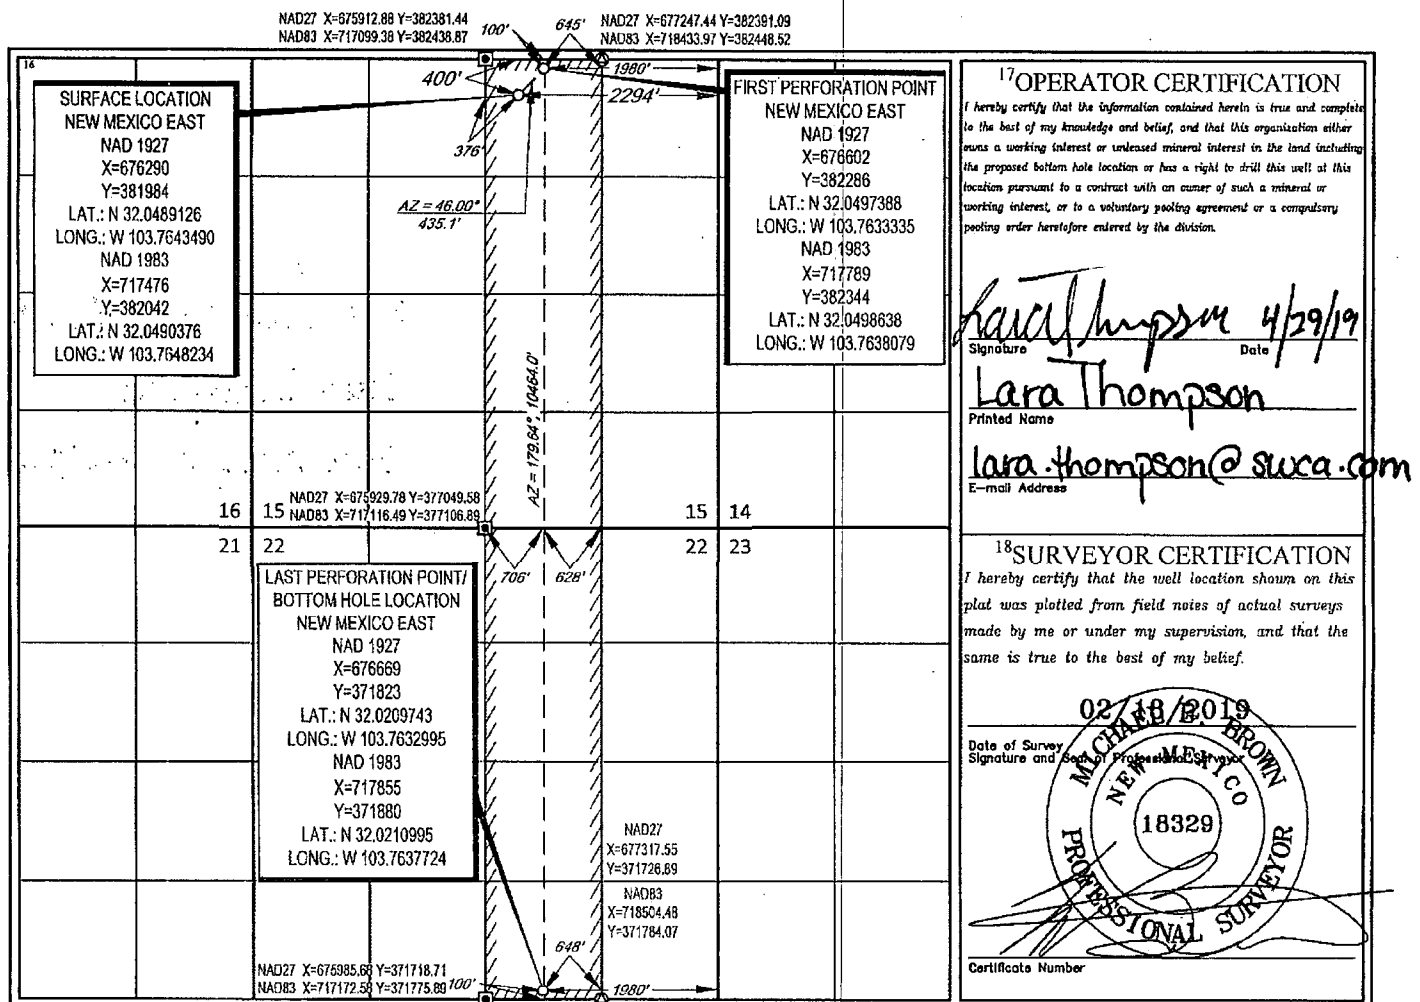 NAD27 X=675912.88 Y=382381.44
NAD83 X=717099.38 Y=382438.87
100'
645'
NAD27 X=677247.44 Y=382391.09
NAD83 X=718433.97 Y=382448.52
16
400'
1980'
2294'
376'
AZ = 46.00°
435.1'
SURFACE LOCATION
NEW MEXICO EAST
NAD 1927
X=676290
Y=381984
LAT.: N 32.0489126
LONG.: W 103.7643490
NAD 1983
X=717476
Y=382042
LAT.: N 32.0490376
LONG.: W 103.7648234
FIRST PERFORATION POINT
NEW MEXICO EAST
NAD 1927
X=676602
Y=382286
LAT.: N 32.0497388
LONG.: W 103.7633335
NAD 1983
X=717789
Y=382344
LAT.: N 32.0498638
LONG.: W 103.7638079
AZ = 179.64°, 10464.0'
16 15
NAD27 X=675929.78 Y=377049.58
NAD83 X=717116.49 Y=377106.89
15 14
21 22
22 23
706'
628'
LAST PERFORATION POINT/
BOTTOM HOLE LOCATION
NEW MEXICO EAST
NAD 1927
X=676669
Y=371823
LAT.: N 32.0209743
LONG.: W 103.7632995
NAD 1983
X=717855
Y=371880
LAT.: N 32.0210995
LONG.: W 103.7637724
NAD27
X=677317.55
Y=371726.89
NAD83
X=718504.48
Y=371784.07
648'
NAD27 X=675985.68 Y=371718.71
NAD83 X=717172.58 Y=371775.89
100'
1980'
17 OPERATOR CERTIFICATION
I hereby certify that the information contained herein is true and complete
to the best of my knowledge and belief, and that this organization either
owns a working interest or unleased mineral interest in the land including
the proposed bottom hole location or has a right to drill this well at this
location pursuant to a contract with an owner of such a mineral or
working interest, or to a voluntary pooling agreement or a compulsory
pooling order heretofore entered by the division.
Lara Thompson 4/29/19
Signature Date
Lara Thompson
Printed Name
lara.thompson@swca.com
E-mail Address
18 SURVEYOR CERTIFICATION
I hereby certify that the well location shown on this
plat was plotted from field notes of actual surveys
made by me or under my supervision, and that the
same is true to the best of my belief.
02/18/2019
Date of Survey
Signature and Seal of Professional Surveyor
MICHAEL E. BROWN
NEW MEXICO
18329
PROFESSIONAL SURVEYOR
Certificate Number